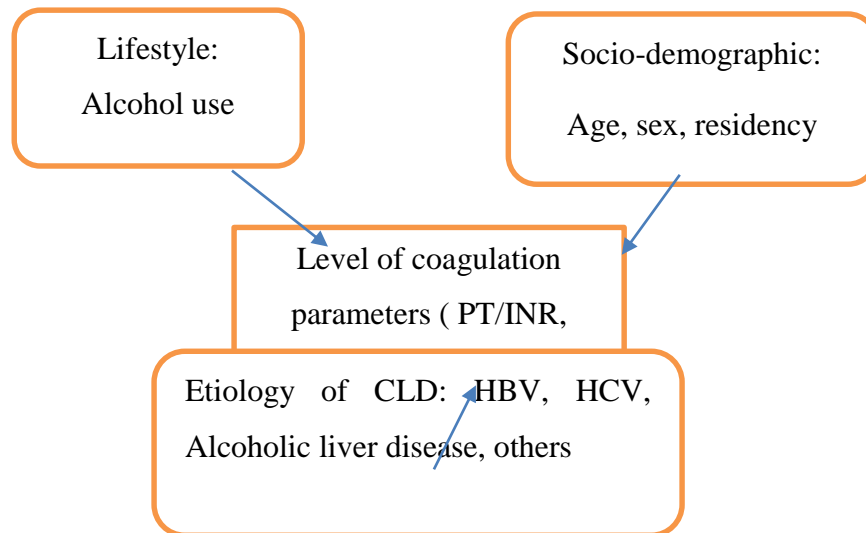 Lifestyle:
Alcohol use
Socio-demographic:
Age, sex, residency
Level of coagulation
parameters ( PT/INR,
Etiology of CLD: HBV, HCV,
Alcoholic liver disease, others